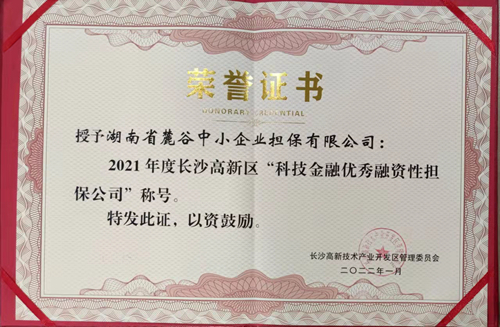 荣誉证书
HONORARY CREDENTIAL
授予湖南省麓谷中小企业担保有限公司：
2021年度长沙高新区“科技金融优秀融资性担
保公司”称号。
特发此证，以资鼓励。
长沙高新技术产业开发区管理委员会
二〇二二年一月